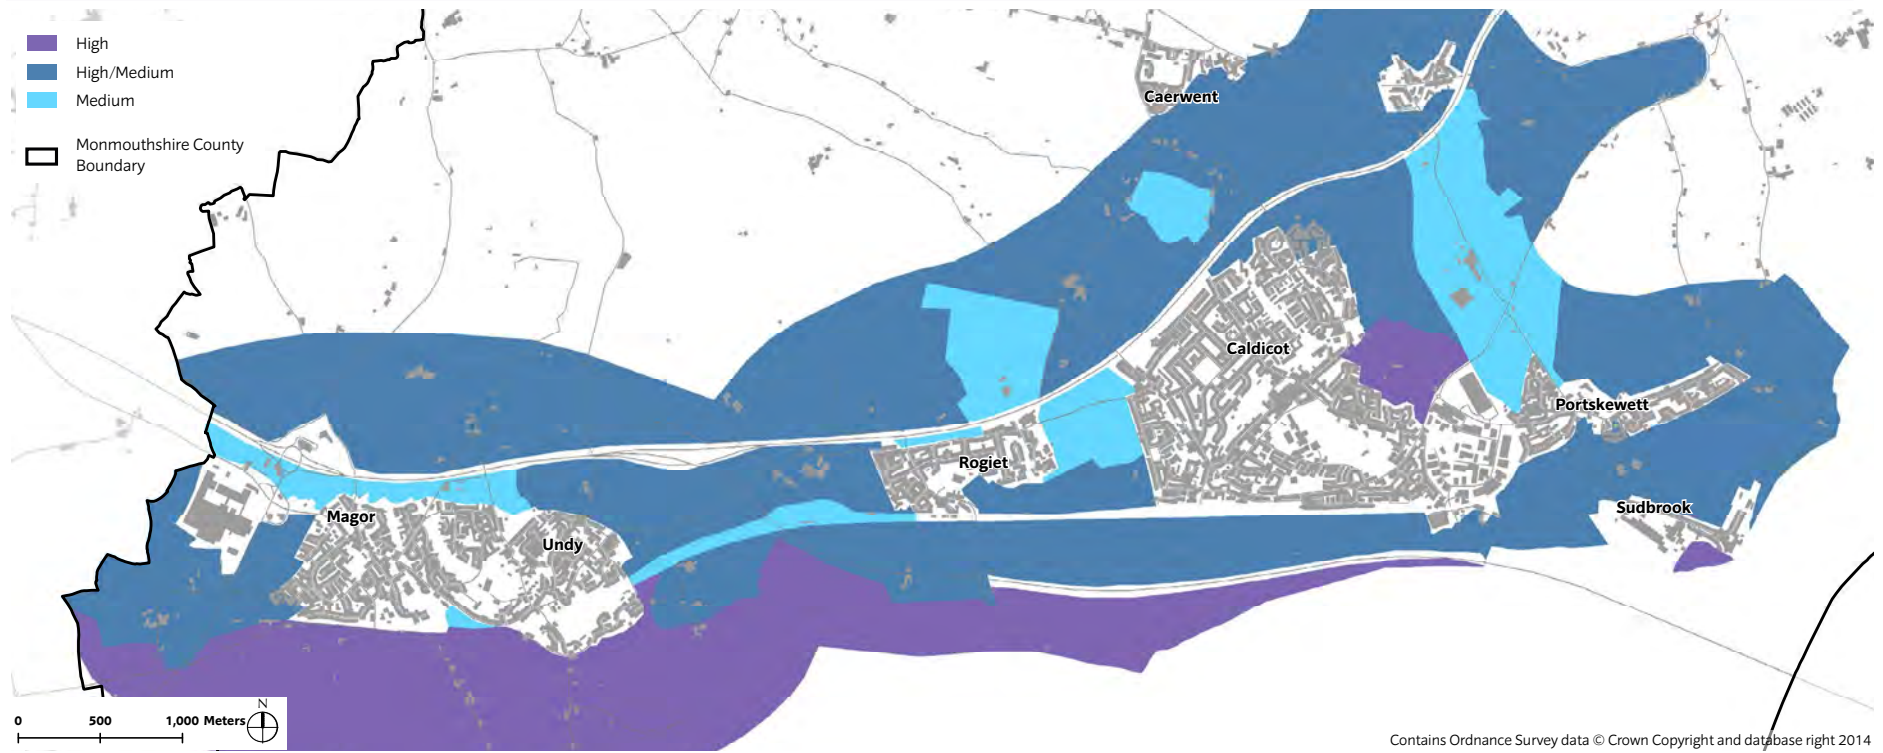 High
High/Medium
Medium
Monmouthshire County
Boundary
Caerwent
Caldicot
Portskewett
Rogiet
Sudbrook
Magor
Undy
N
0 500 1,000 Meters
Contains Ordnance Survey data © Crown Copyright and database right 2014